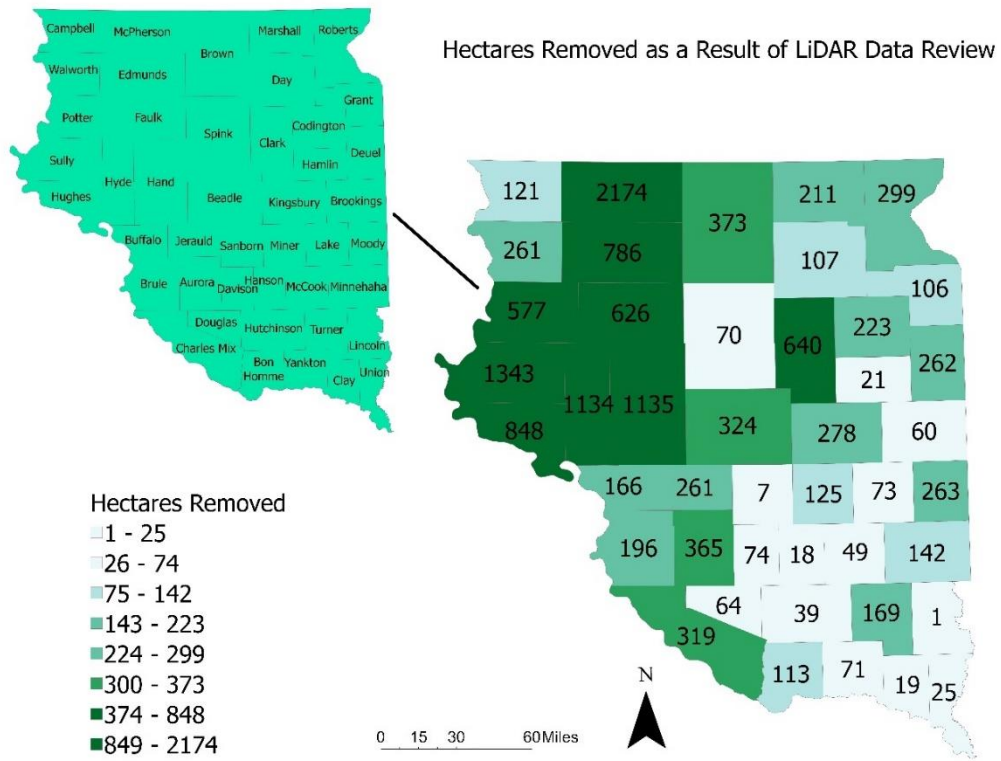 Hectares Removed as a Result of LiDAR Data Review
Campbell McPherson Brown Marshall Roberts
Walworth Edmunds Day
Grant
Potter Faulk Spink Clark Codington
Deuel
Sully Hamlin
Hyde Hand
Hughes Beadle Kingsbury Brookings
Buffalo Jerauld Sanborn Miner Lake Moody
Brule Aurora Davison Hanson McCook Minnehaha
Douglas Hutchinson Turner
Charles Mix Lincoln
Bon Homme Yankton Clay Union
121 2174 373 211 299
261 786 107 106
577 626 70 640 223 262
21
1343 1134 1135
848 324 278 60
166 261 7 125 73 263
196 365 74 18 49 142
64 39 169 1
319
113 71 19 25
Hectares Removed
1 - 25
26 - 74
75 - 142
143 - 223
224 - 299
300 - 373
374 - 848
849 - 2174
N
0 15 30 60 Miles